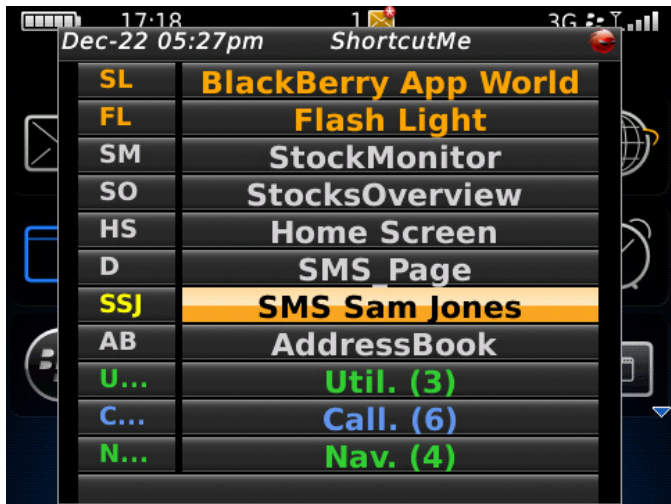 17:18 1 3G
Dec-22 05:27pm ShortcutMe
SL BlackBerry App World
FL Flash Light
SM StockMonitor
SO StocksOverview
HS Home Screen
D SMS_Page
SSJ SMS Sam Jones
AB AddressBook
U... Util. (3)
C... Call. (6)
N... Nav. (4)